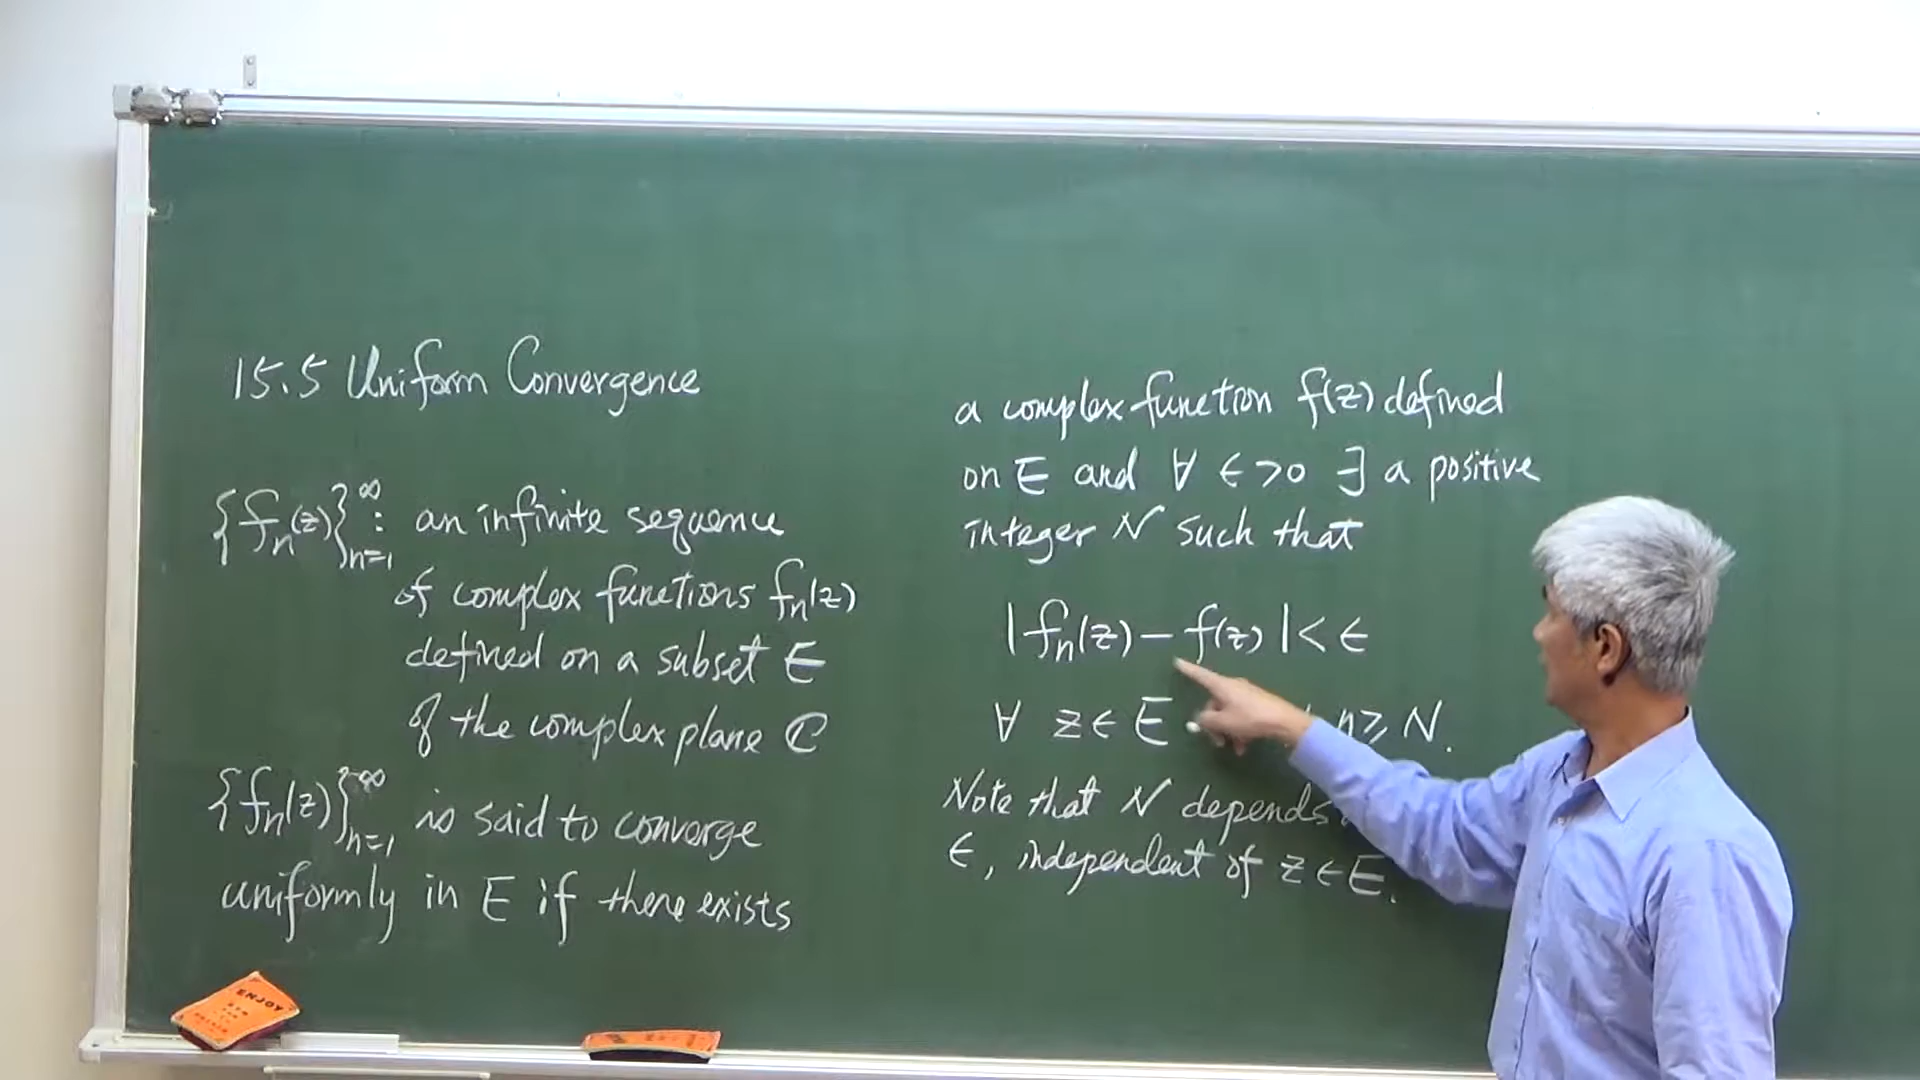 15.5 Uniform Convergence
{fₙ(z)}ₙ₌₁^∞ : an infinite sequence
of complex functions fₙ(z)
defined on a subset E
of the complex plane C
{fₙ(z)}ₙ₌₁^∞ is said to converge
uniformly in E if there exists
a complex function f(z) defined
on E and ∀ ∈ >0 ∃ a positive
integer N such that
|fₙ(z) − f(z)| < ∈
∀ z ∈ E n ≥ N.
Note that N depends
∈, independent of z ∈ E.
ENJOY